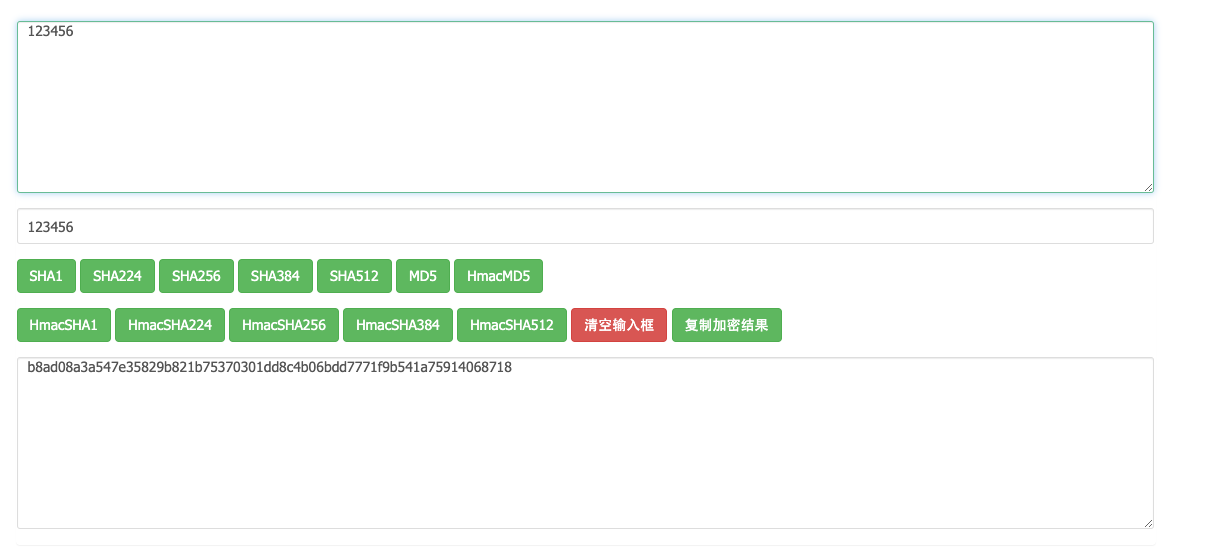 123456
123456
SHA1 SHA224 SHA256 SHA384 SHA512 MD5 HmacMD5
HmacSHA1 HmacSHA224 HmacSHA256 HmacSHA384 HmacSHA512 清空输入框 复制加密结果
b8ad08a3a547e35829b821b75370301dd8c4b06bdd7771f9b541a75914068718